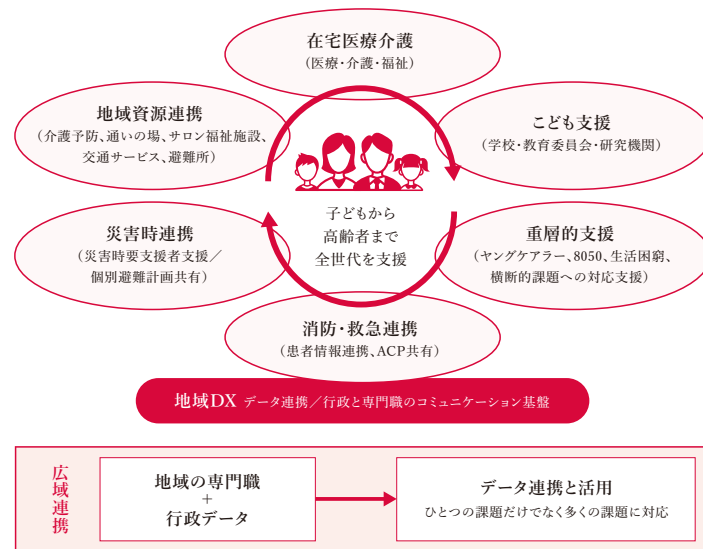 在宅医療介護
（医療・介護・福祉）
地域資源連携
（介護予防、通いの場、サロン福祉施設、
交通サービス、避難所）
こども支援
（学校・教育委員会・研究機関）
子どもから
高齢者まで
全世代を支援
災害時連携
（災害時要支援者支援／
個別避難計画共有）
重層的支援
（ヤングケアラー、8050、生活困窮、
横断的課題への対応支援）
消防・救急連携
（患者情報連携、ACP共有）
地域DX データ連携／行政と専門職のコミュニケーション基盤
広域連携
地域の専門職
+
行政データ
データ連携と活用
ひとつの課題だけでなく多くの課題に対応